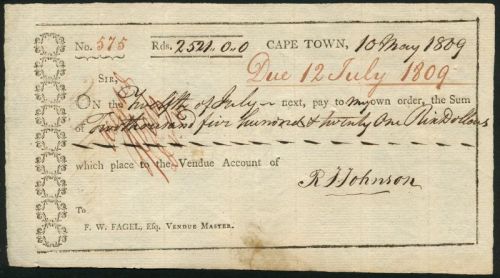 No. 575 Rds. 2521.0.0 CAPE TOWN, 10 May 1809
Due 12 July 1809
SIR,
ON the Twelfth of July next, pay to my own order, the Sum
of Two thousand five hundred & twenty One Rix Dollars
which place to the Vendue Account of
R I Johnson
To
F. W. FAGEL, ESQ. VENDUE MASTER.